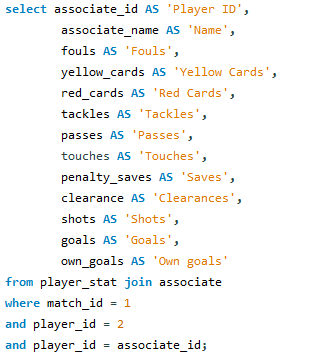 select associate_id AS 'Player ID',
associate_name AS 'Name',
fouls AS 'Fouls',
yellow_cards AS 'Yellow Cards',
red_cards AS 'Red Cards',
tackles AS 'Tackles',
passes AS 'Passes',
touches AS 'Touches',
penalty_saves AS 'Saves',
clearance AS 'Clearances',
shots AS 'Shots',
goals AS 'Goals',
own_goals AS 'Own goals'
from player_stat join associate
where match_id = 1
and player_id = 2
and player_id = associate_id;